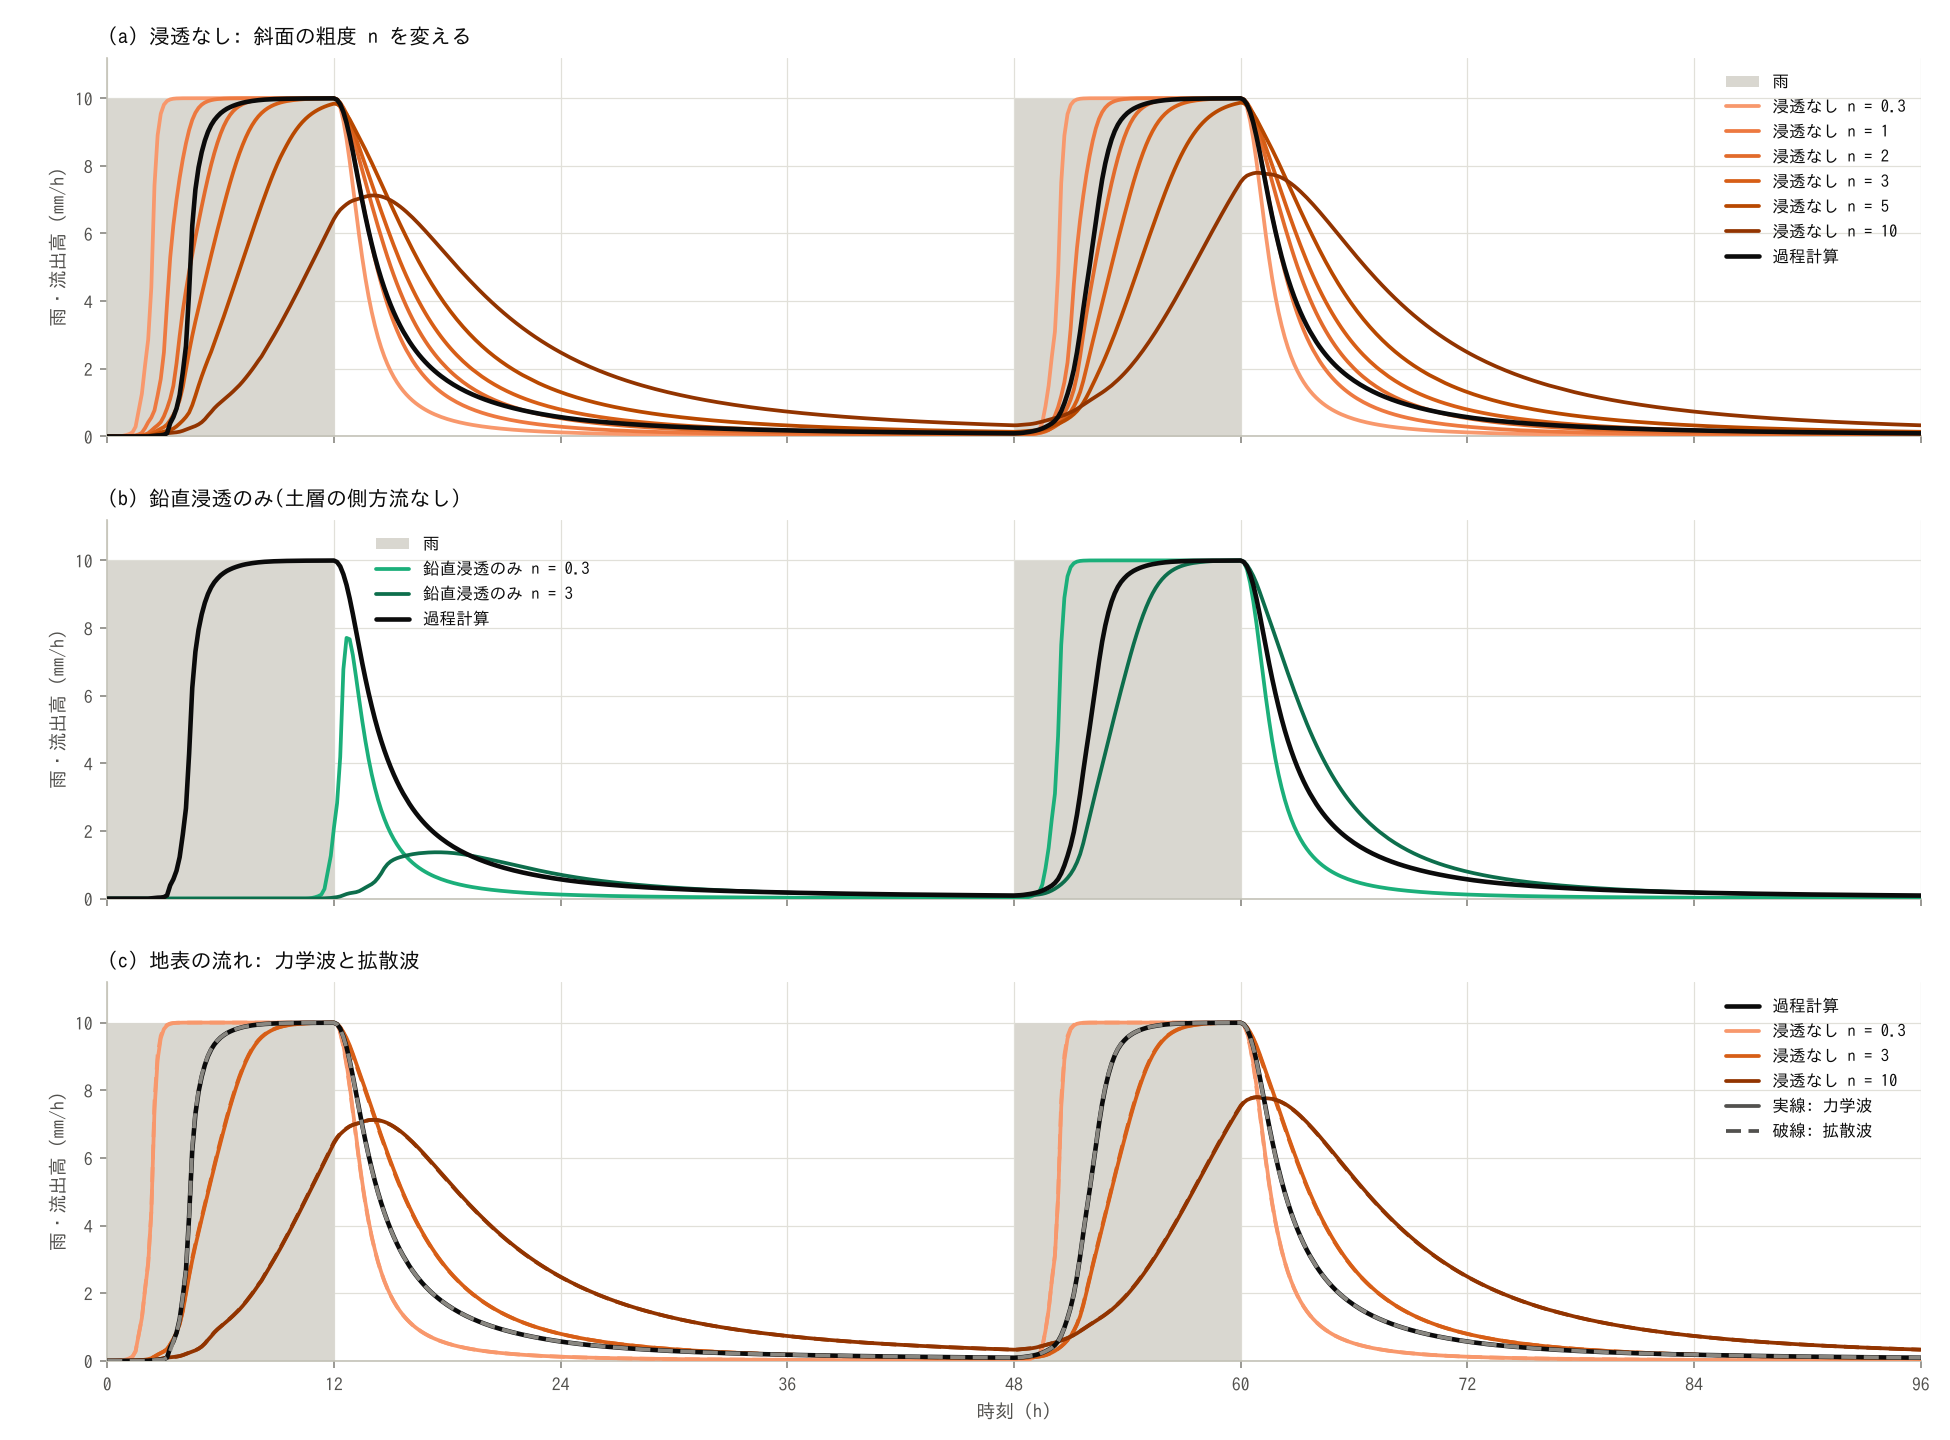 (a) 浸透なし: 斜面の粗度 n を変える
10
8
6
4
2
0
雨・流出高 (mm/h)
雨
浸透なし n = 0.3
浸透なし n = 1
浸透なし n = 2
浸透なし n = 3
浸透なし n = 5
浸透なし n = 10
過程計算
(b) 鉛直浸透のみ(土層の側方流なし)
10
8
6
4
2
0
雨・流出高 (mm/h)
雨
鉛直浸透のみ n = 0.3
鉛直浸透のみ n = 3
過程計算
(c) 地表の流れ: 力学波と拡散波
10
8
6
4
2
0
雨・流出高 (mm/h)
過程計算
浸透なし n = 0.3
浸透なし n = 3
浸透なし n = 10
実線: 力学波
破線: 拡散波
0 12 24 36 48 60 72 84 96
時刻 (h)